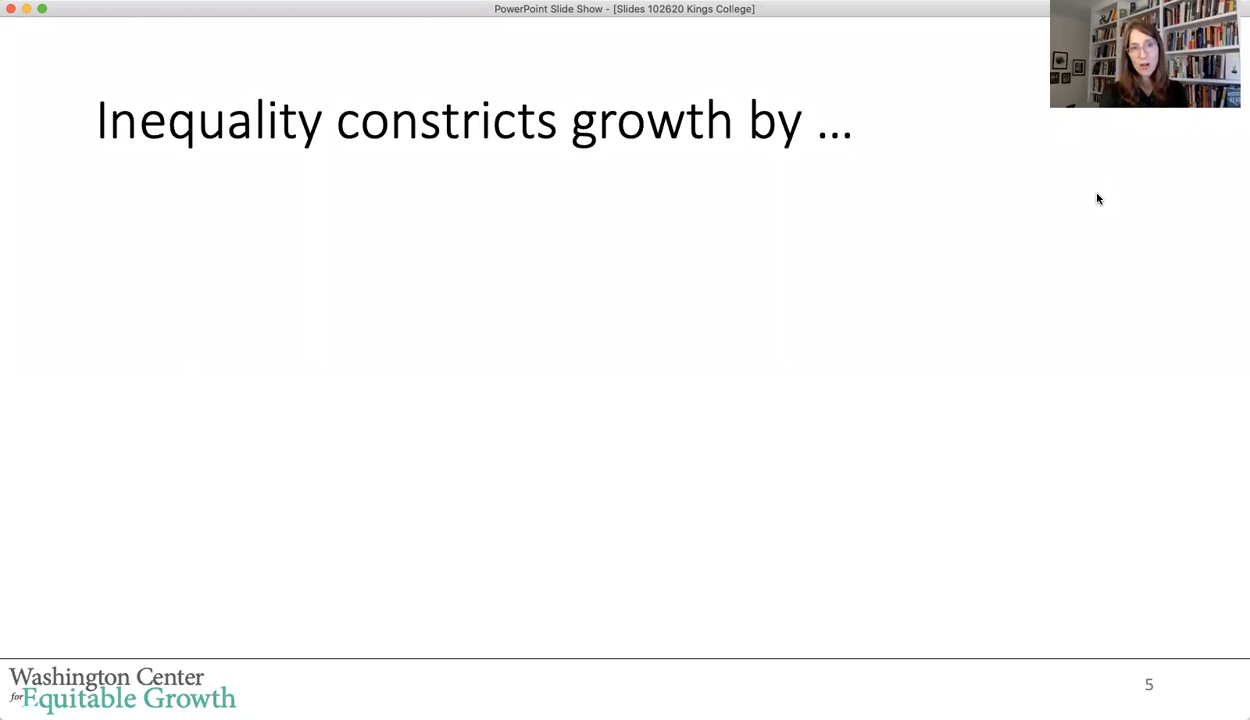 PowerPoint Slide Show - [Slides 102620 Kings College]
Inequality constricts growth by ...
Washington Center
for Equitable Growth
5